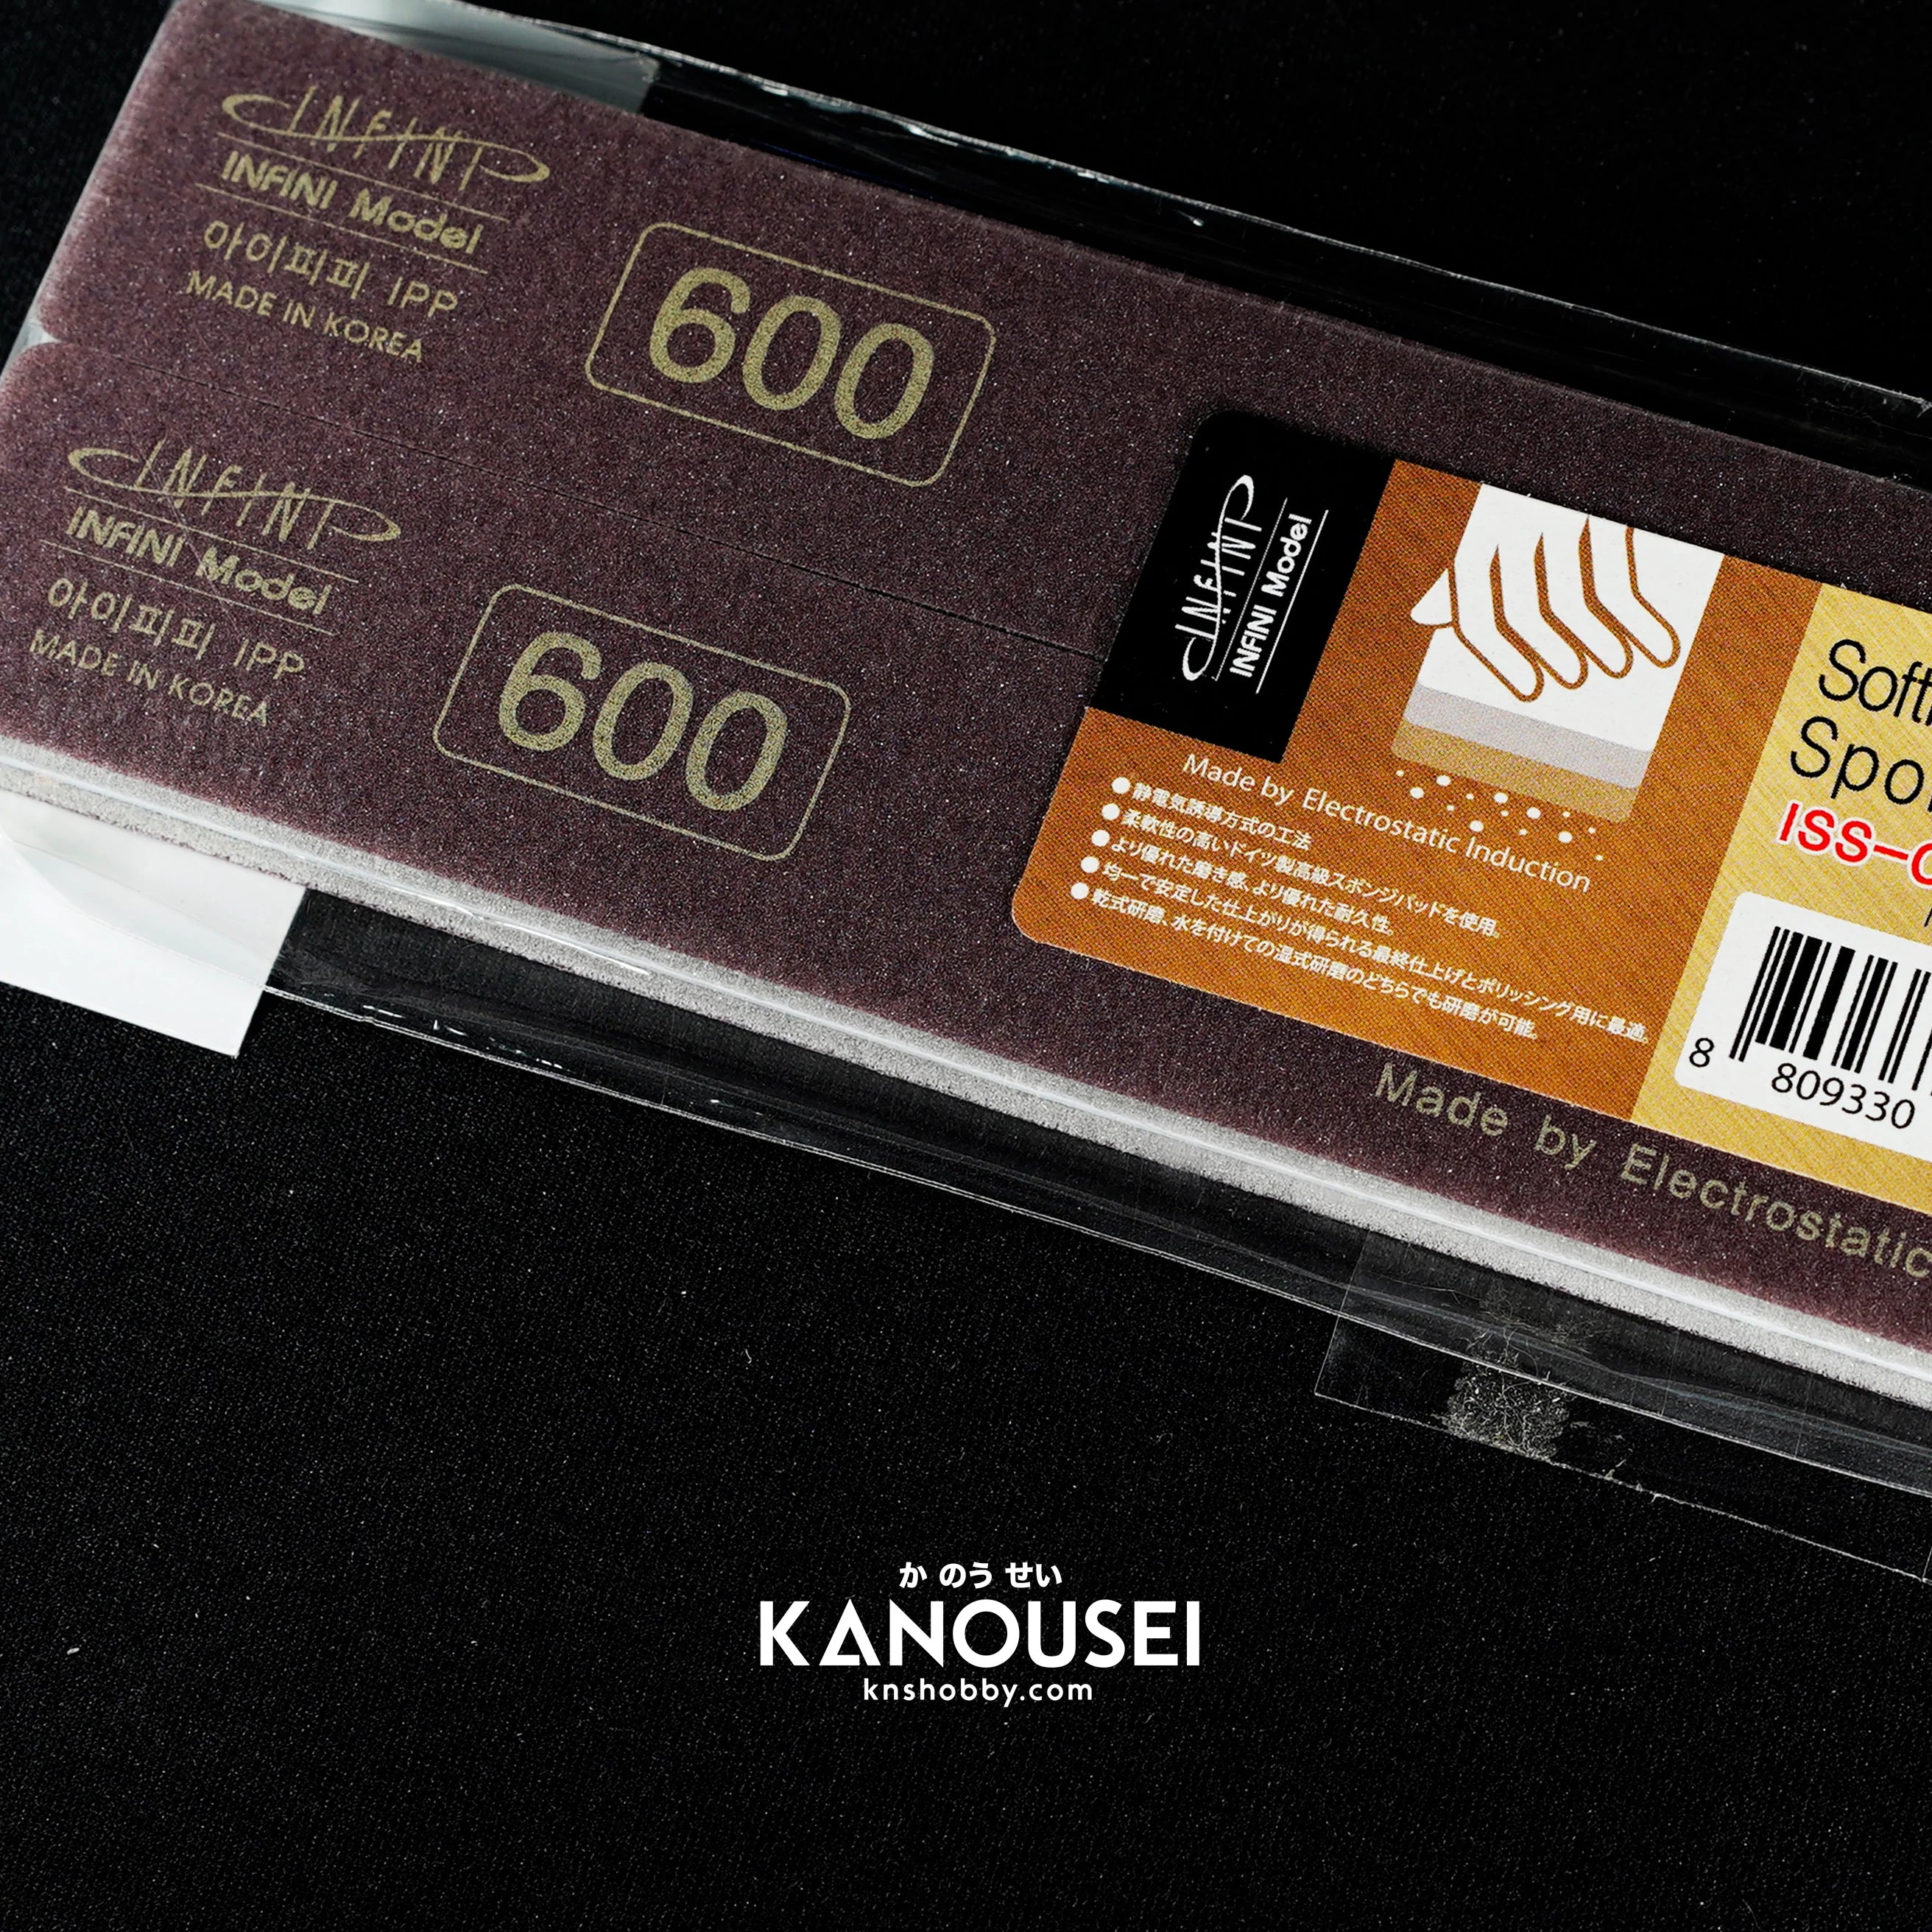 INFINI
INFINI Model
아이피피 IPP
MADE IN KOREA
600
INFINI
INFINI Model
아이피피 IPP
MADE IN KOREA
600
INFINI
INFINI Model
Made by Electrostatic Induction
●静電気誘導方式の工法
●柔軟性の高いドイツ製高級スポンジパッドを使用。
●より優れた磨き感、より優れた耐久性。
●均一で安定した仕上がりが得られる最終仕上げとポリッシング用に最適。
●乾式研磨、水を付けての湿式研磨のどちらでも研磨が可能。
Soft
Spo
ISS-
8 809330
Made by Electrostatic
か のう せい
KANOUSEI
knshobby.com